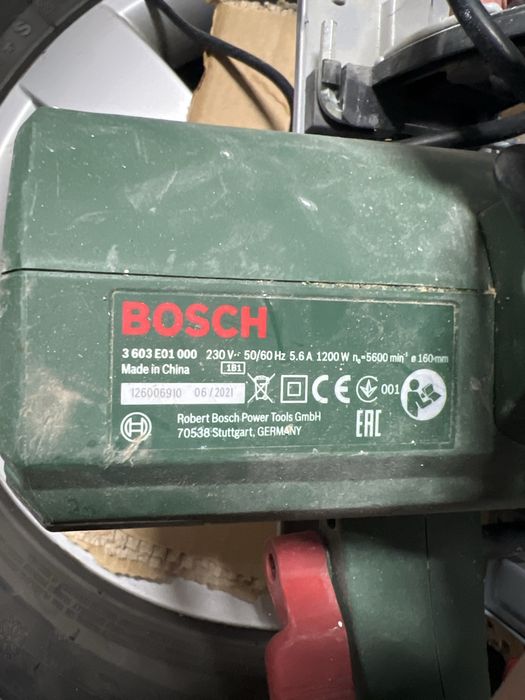 BOSCH
3 603 E01 000 230 V~ 50/60 Hz 5.6 A 1200 W n₀=5600 min⁻¹ ø 160 mm
Made in China 1B1
126006910 06/2021 CE 001
Robert Bosch Power Tools GmbH
70538 Stuttgart, GERMANY EAC